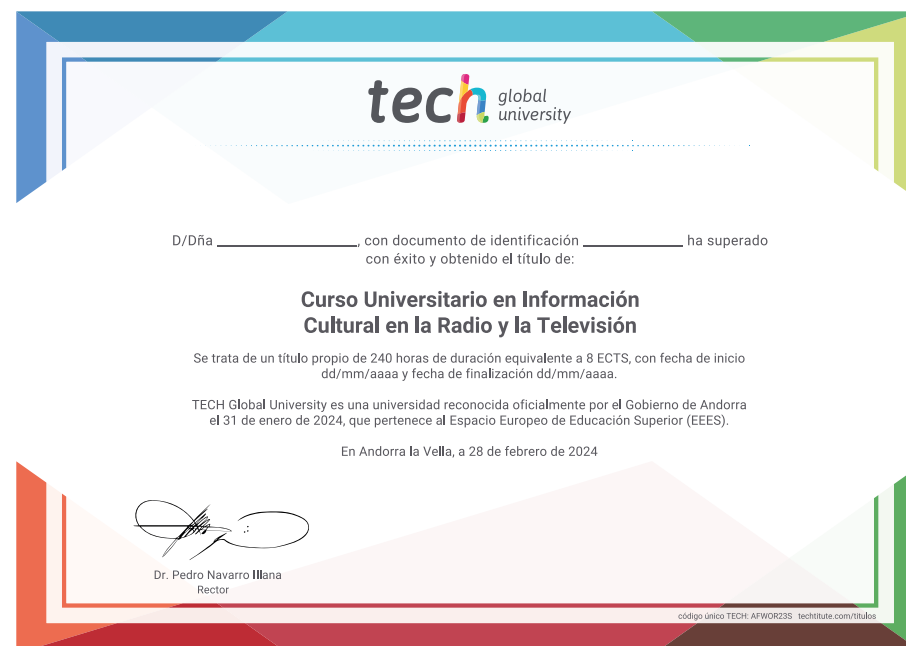 tech global
university
D/Dña ____________, con documento de identificación ____________ ha superado
con éxito y obtenido el título de:
Curso Universitario en Información
Cultural en la Radio y la Televisión
Se trata de un título propio de 240 horas de duración equivalente a 8 ECTS, con fecha de inicio
dd/mm/aaaa y fecha de finalización dd/mm/aaaa.
TECH Global University es una universidad reconocida oficialmente por el Gobierno de Andorra
el 31 de enero de 2024, que pertenece al Espacio Europeo de Educación Superior (EEES).
En Andorra la Vella, a 28 de febrero de 2024
Dr. Pedro Navarro Illana
Rector
código único TECH: AFWOR23S techtitute.com/titulos